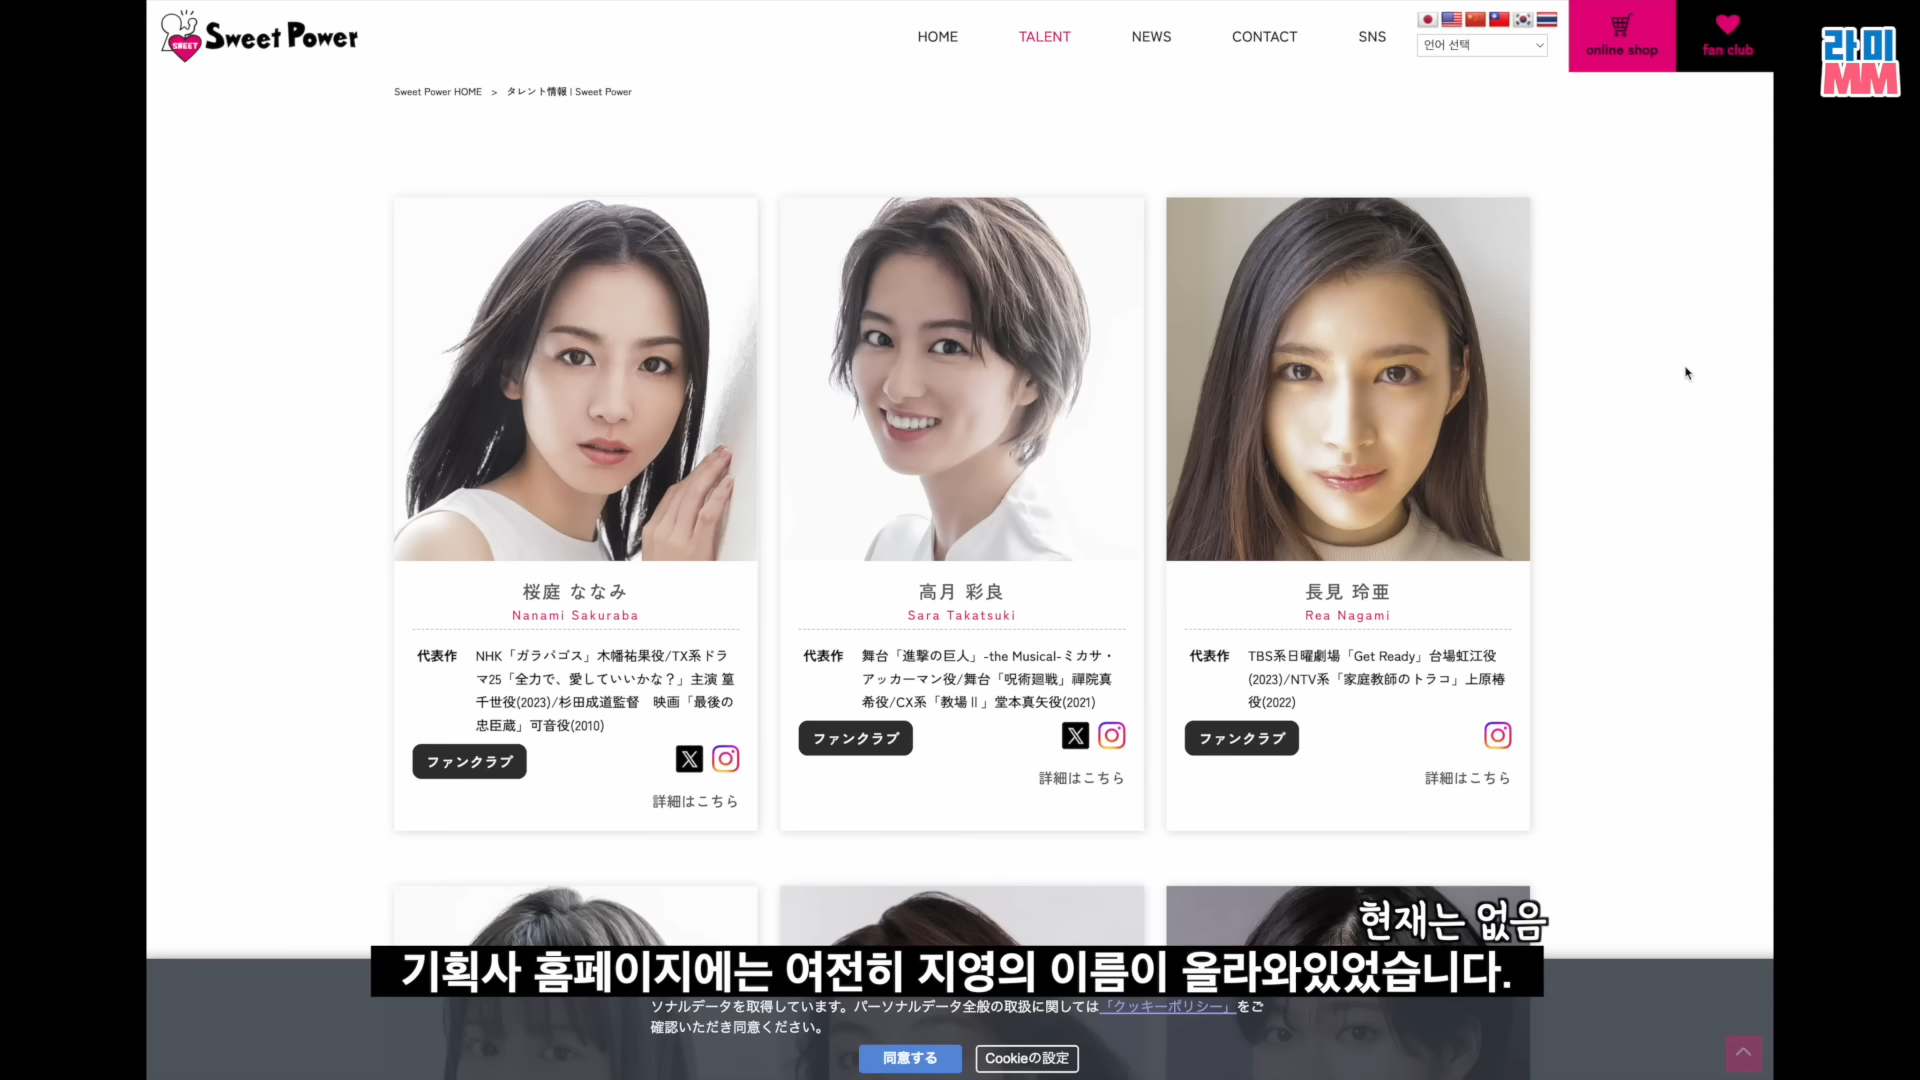 SWEET
Sweet Power
HOME
TALENT
NEWS
CONTACT
SNS
언어 선택
online shop
fan club
라미
MM
Sweet Power HOME > タレント情報 | Sweet Power
桜庭 ななみ
Nanami Sakuraba
代表作 NHK「ガラパゴス」木幡祐果役/TX系ドラ
マ25「全力で、愛していいかな？」主演 篁
千世役(2023)/杉田成道監督 映画「最後の
忠臣蔵」可音役(2010)
ファンクラブ
詳細はこちら
高月 彩良
Sara Takatsuki
代表作 舞台「進撃の巨人」-the Musical-ミカサ・
アッカーマン役/舞台「呪術廻戦」禪院真
希役/CX系「教場Ⅱ」堂本真矢役(2021)
ファンクラブ
詳細はこちら
長見 玲亜
Rea Nagami
代表作 TBS系日曜劇場「Get Ready」台場虹江役
(2023)/NTV系「家庭教師のトラコ」上原椿
役(2022)
ファンクラブ
詳細はこちら
현재는 없음
기획사 홈페이지에는 여전히 지영의 이름이 올라와있었습니다.
ソナルデータを取得しています。パーソナルデータ全般の取扱に関しては「クッキーポリシー」をご
確認いただき同意ください。
同意する
Cookieの設定